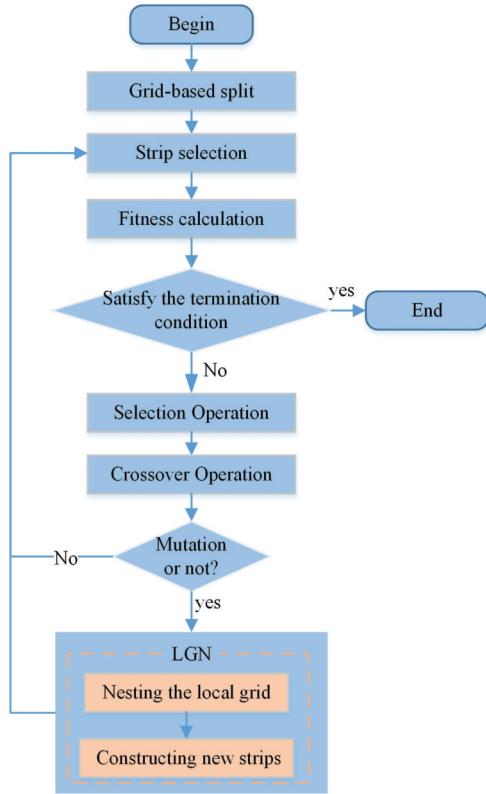 Begin
Grid-based split
Strip selection
Fitness calculation
Satisfy the termination
condition
yes
End
No
Selection Operation
Crossover Operation
Mutation
or not?
No
yes
LGN
Nesting the local grid
Constructing new strips